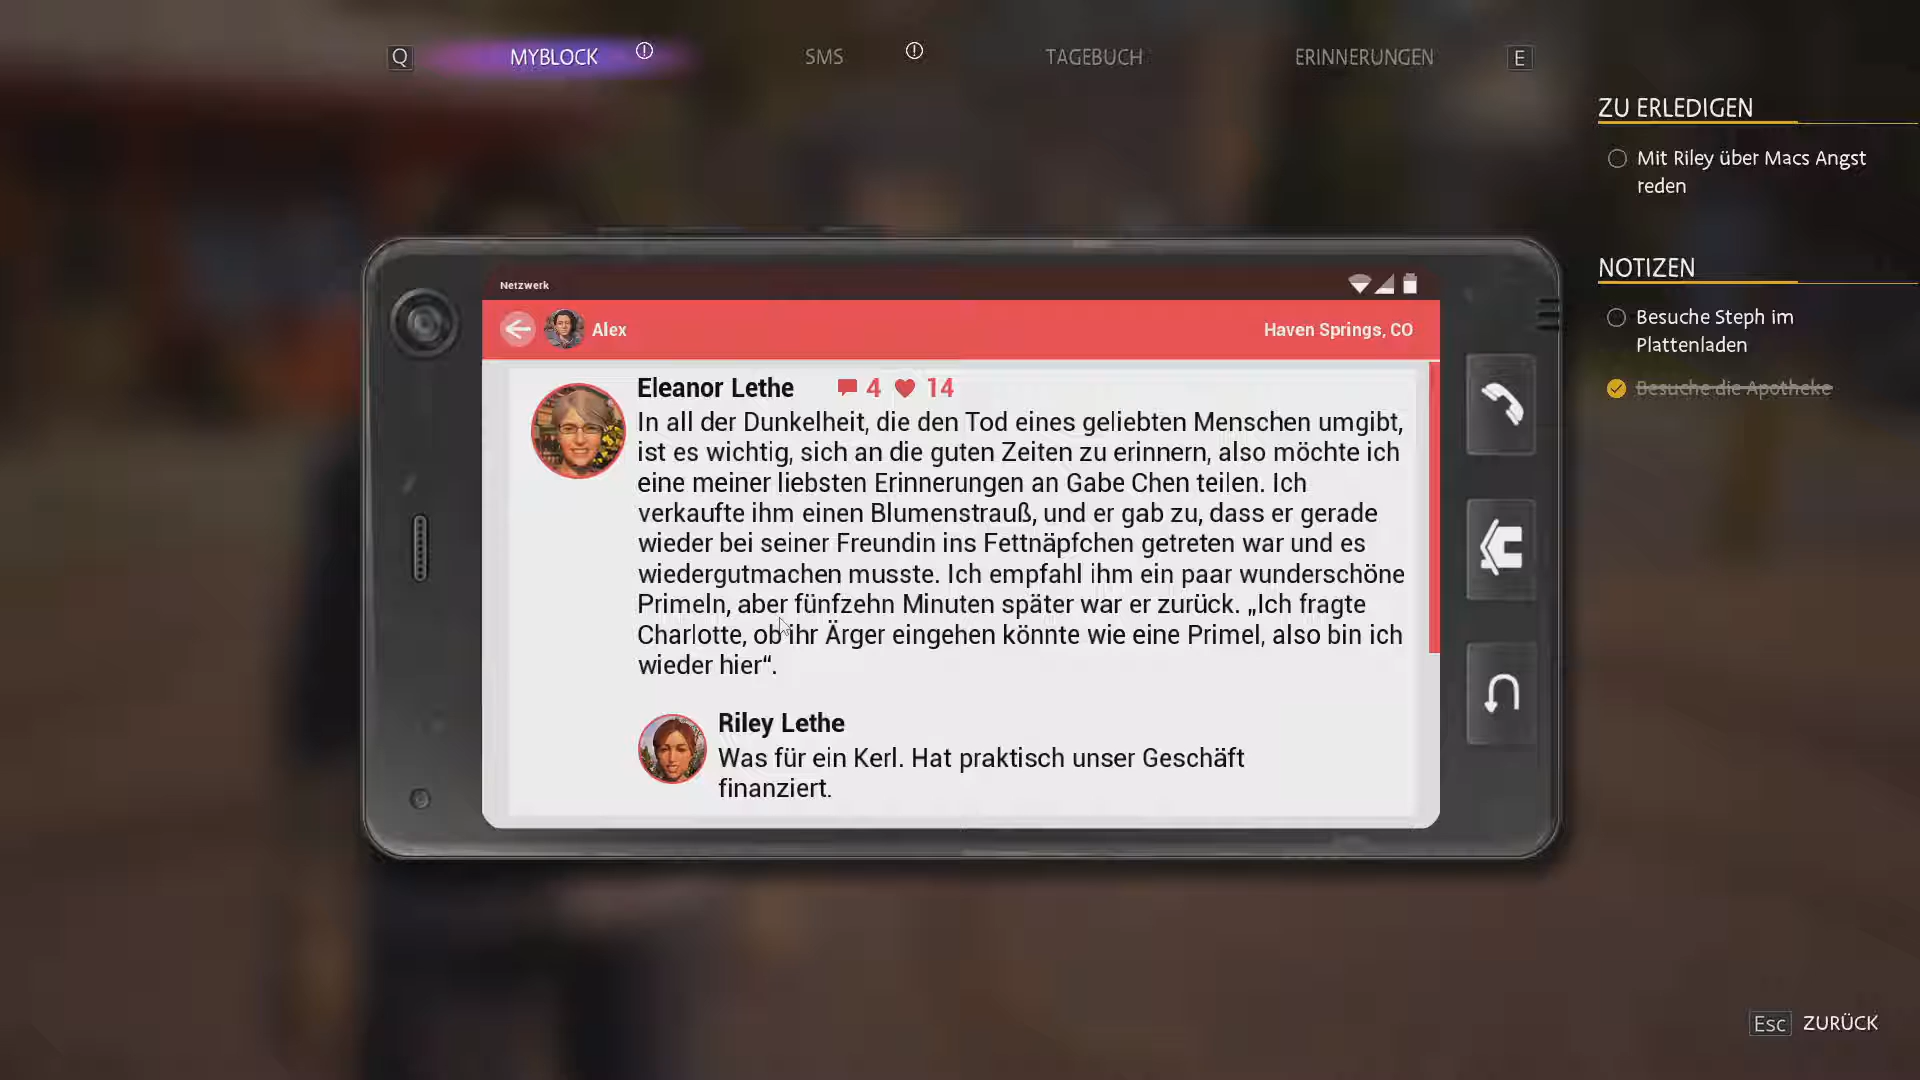 Q MYBLOCK SMS TAGEBUCH ERINNERUNGEN E
ZU ERLEDIGEN
Mit Riley über Macs Angst
reden
NOTIZEN
Besuche Steph im
Plattenladen
Besuche die Apotheke
Netzwerk
Alex Haven Springs, CO
Eleanor Lethe 4 14
In all der Dunkelheit, die den Tod eines geliebten Menschen umgibt,
ist es wichtig, sich an die guten Zeiten zu erinnern, also möchte ich
eine meiner liebsten Erinnerungen an Gabe Chen teilen. Ich
verkaufte ihm einen Blumenstrauß, und er gab zu, dass er gerade
wieder bei seiner Freundin ins Fettnäpfchen getreten war und es
wiedergutmachen musste. Ich empfahl ihm ein paar wunderschöne
Primeln, aber fünfzehn Minuten später war er zurück. „Ich fragte
Charlotte, ob ihr Ärger eingehen könnte wie eine Primel, also bin ich
wieder hier“.
Riley Lethe
Was für ein Kerl. Hat praktisch unser Geschäft
finanziert.
Esc ZURÜCK